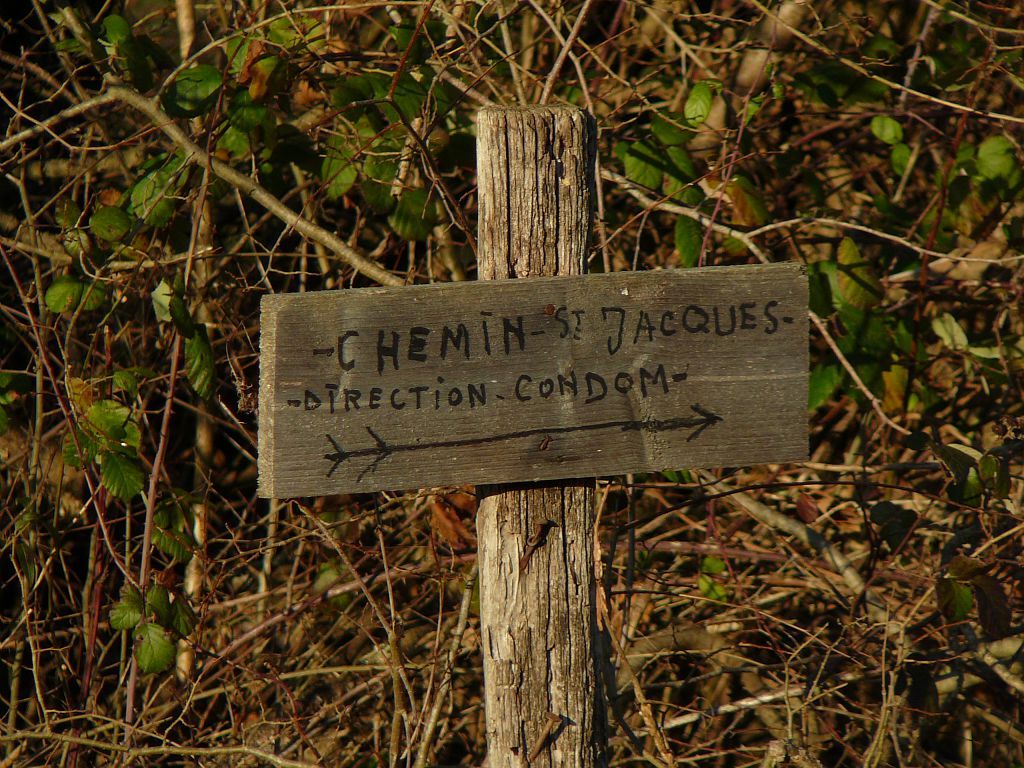 -CHEMIN-ST JACQUES-
-DIRECTION-CONDOM-